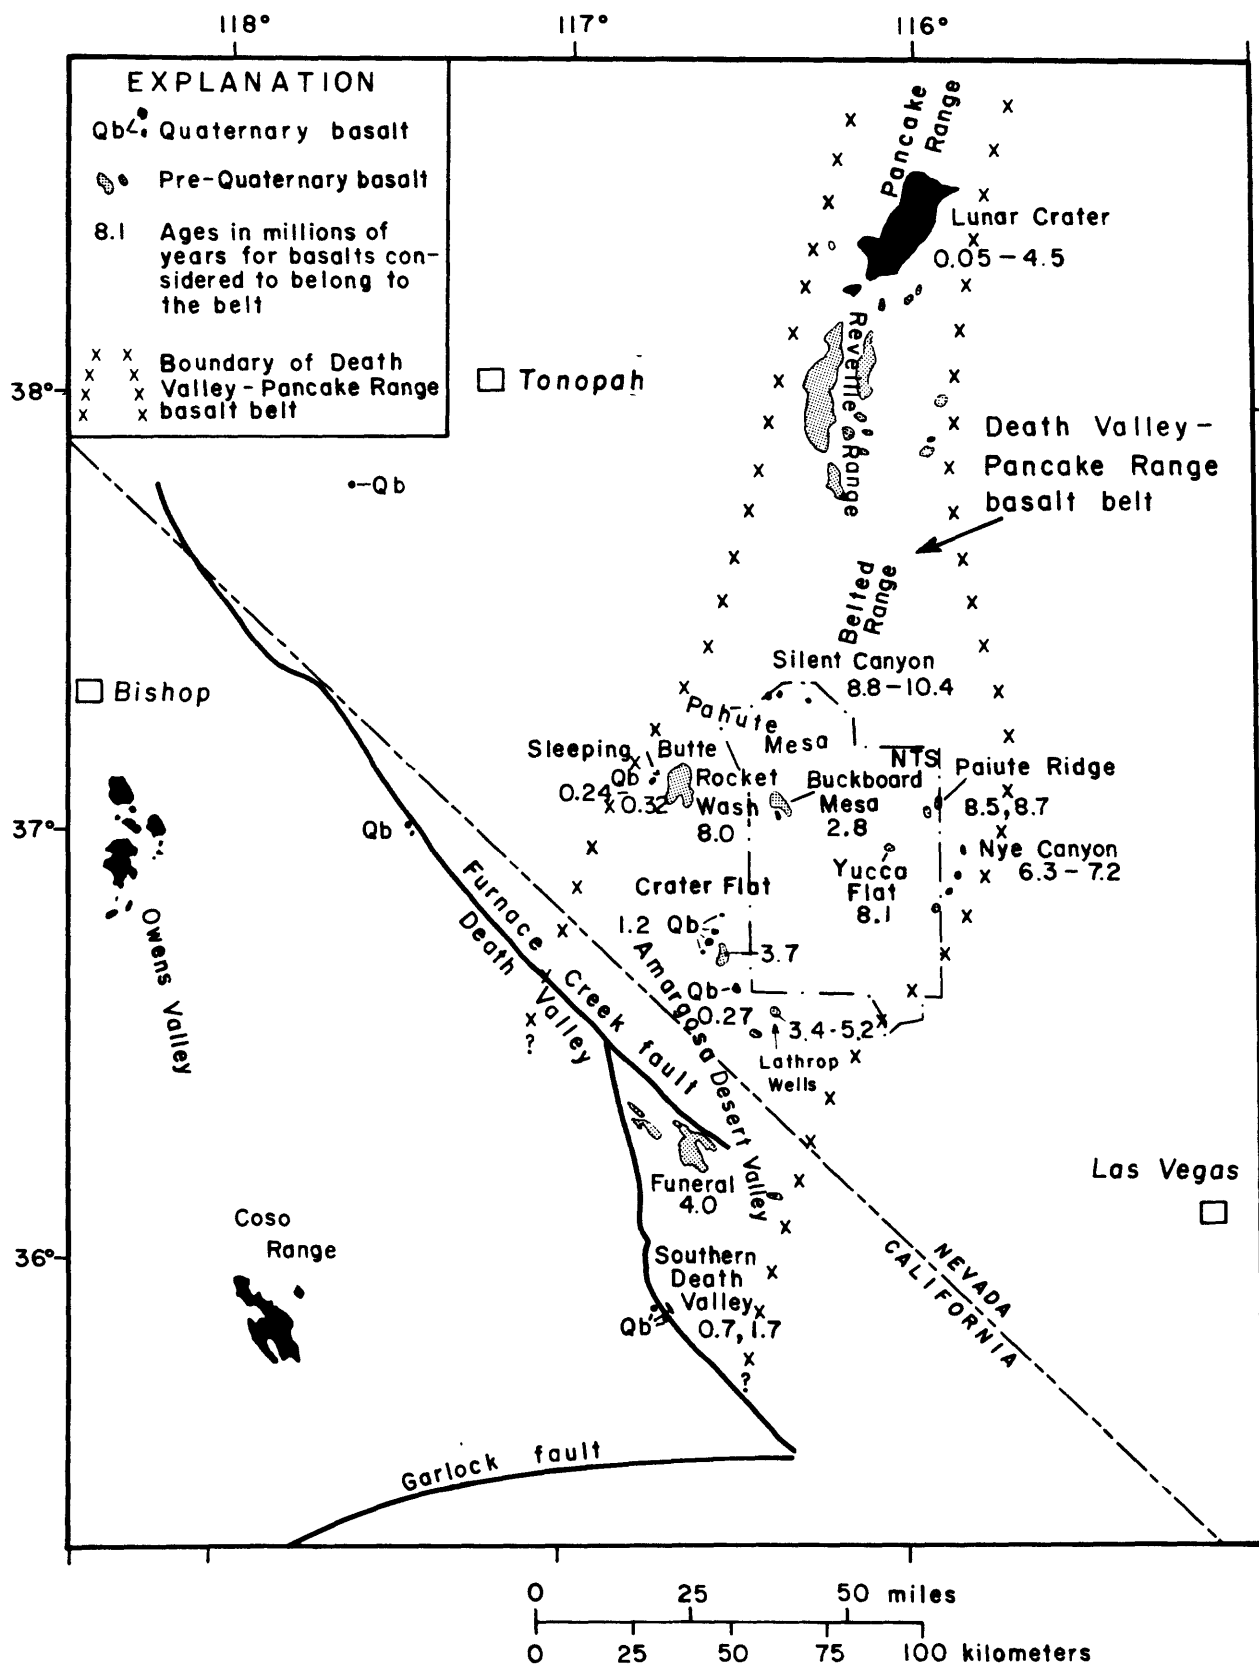 118° 117° 116°
EXPLANATION
Qb Quaternary basalt
Pre-Quaternary basalt
8.1 Ages in millions of
years for basalts con-
sidered to belong to
the belt
x x Boundary of Death
x x Valley-Pancake Range
x x basalt belt
x x
Pancake
Range
Lunar Crater
0.05-4.5
Reveille Range
38°
Tonopah
Death Valley-
Pancake Range
basalt belt
Qb
Belted
Range
Silent Canyon
8.8-10.4
Bishop
Pahute
Mesa
Sleeping Butte
Qb
0.24-0.32
Rocket
Wash
8.0
NTS
Buckboard
Mesa
2.8
Paiute Ridge
8.5, 8.7
37°
Qb
Nye Canyon
6.3-7.2
Yucca
Flat
8.1
Crater Flat
1.2 Qb
3.7
Furnace Creek fault
Death Valley
Owens Valley
Amargosa Desert Valley
Qb
0.27
3.4-5.2
Lathrop
Wells
?
Funeral
4.0
Las Vegas
Coso
Range
36°
Southern
Death
Valley
Qb
0.7, 1.7
?
NEVADA
CALIFORNIA
Garlock fault
0 25 50 miles
0 25 50 75 100 kilometers